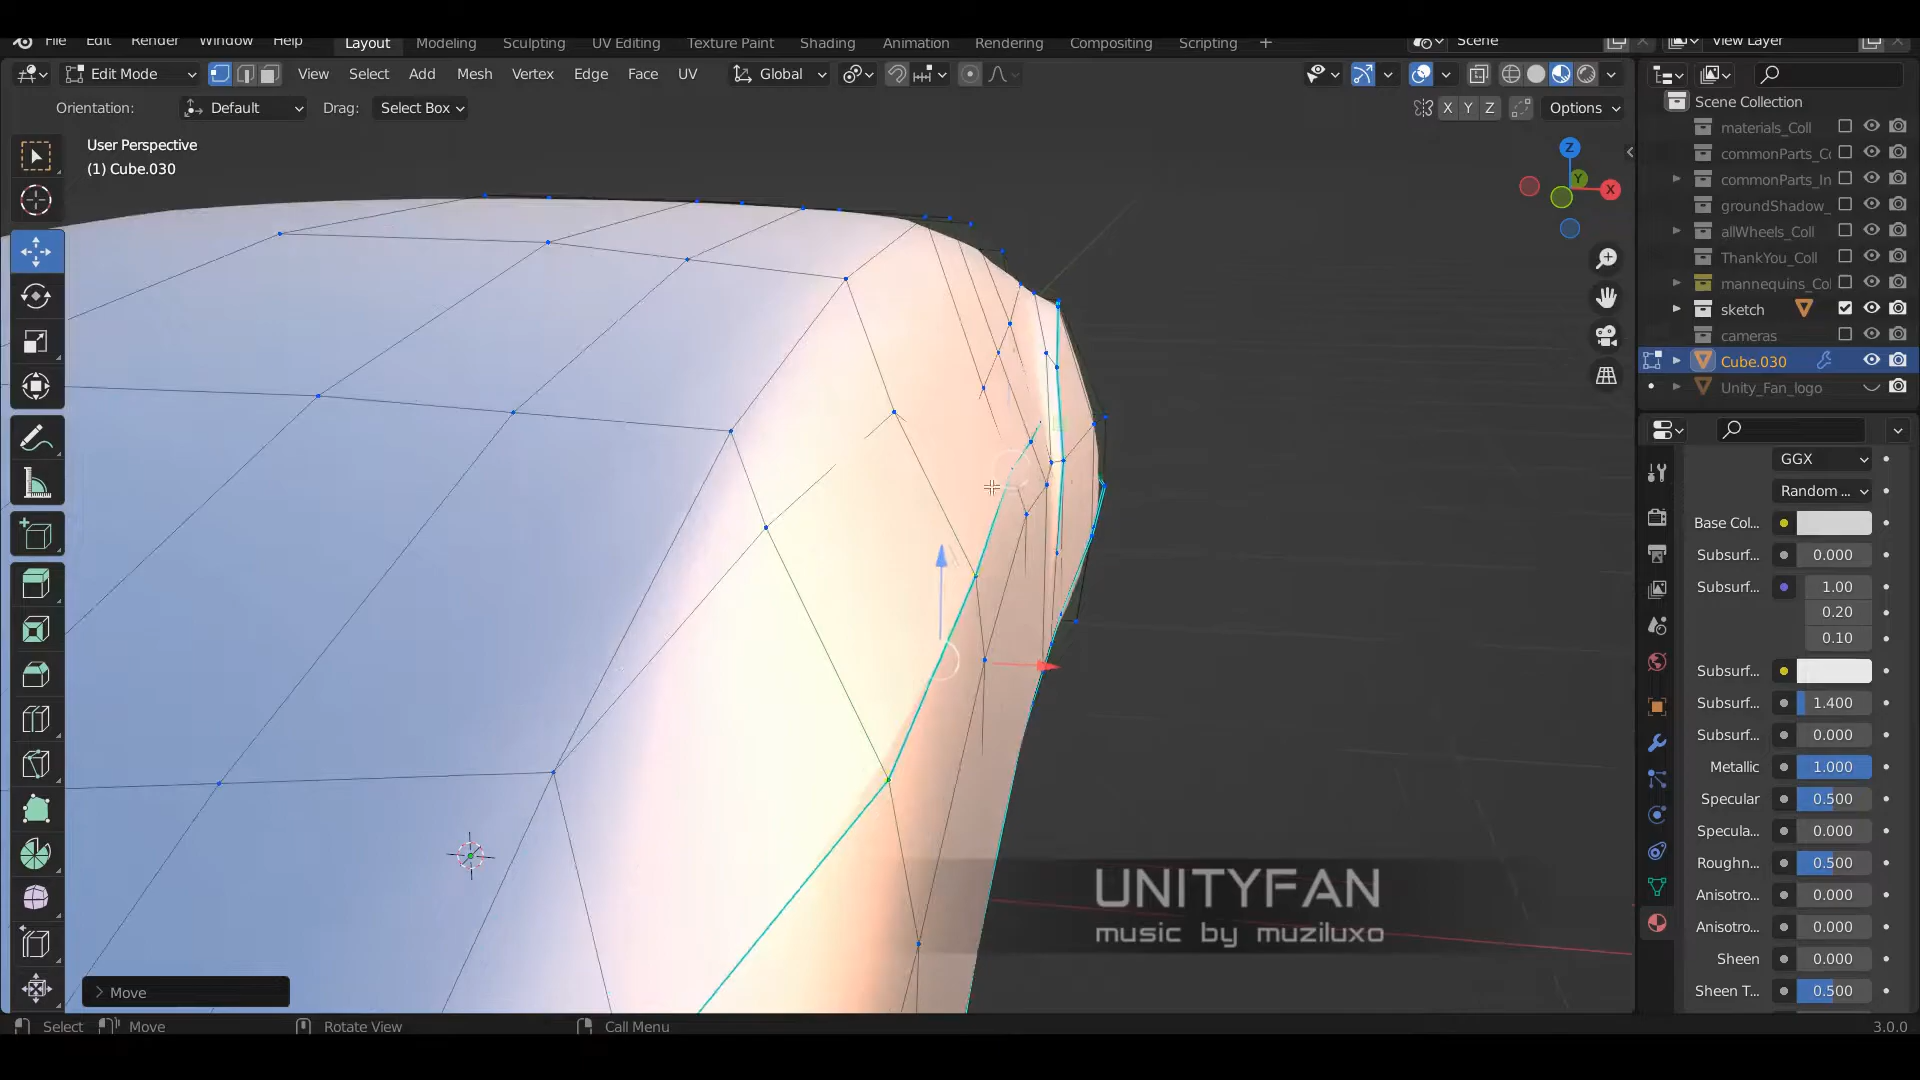 File Edit Render Window Help Layout Modeling Sculpting UV Editing Texture Paint Shading Animation Rendering Compositing Scripting + Scene View Layer
Edit Mode View Select Add Mesh Vertex Edge Face UV Global
Orientation: Default Drag: Select Box X Y Z Options
User Perspective
(1) Cube.030
Z
Y
X
Scene Collection
materials_Coll
commonParts_Co
commonParts_In
groundShadow_
allWheels_Coll
ThankYou_Coll
mannequins_Col
sketch
cameras
Cube.030
Unity_Fan_logo
GGX
Random ...
Base Col...
Subsurf... 0.000
Subsurf... 1.00
0.20
0.10
Subsurf...
Subsurf... 1.400
Subsurf... 0.000
Metallic 1.000
Specular 0.500
Specula... 0.000
Roughn... 0.500
Anisotro... 0.000
Anisotro... 0.000
Sheen 0.000
Sheen T... 0.500
UNITYFAN
music by muziluxo
> Move
Select Move Rotate View Call Menu 3.0.0